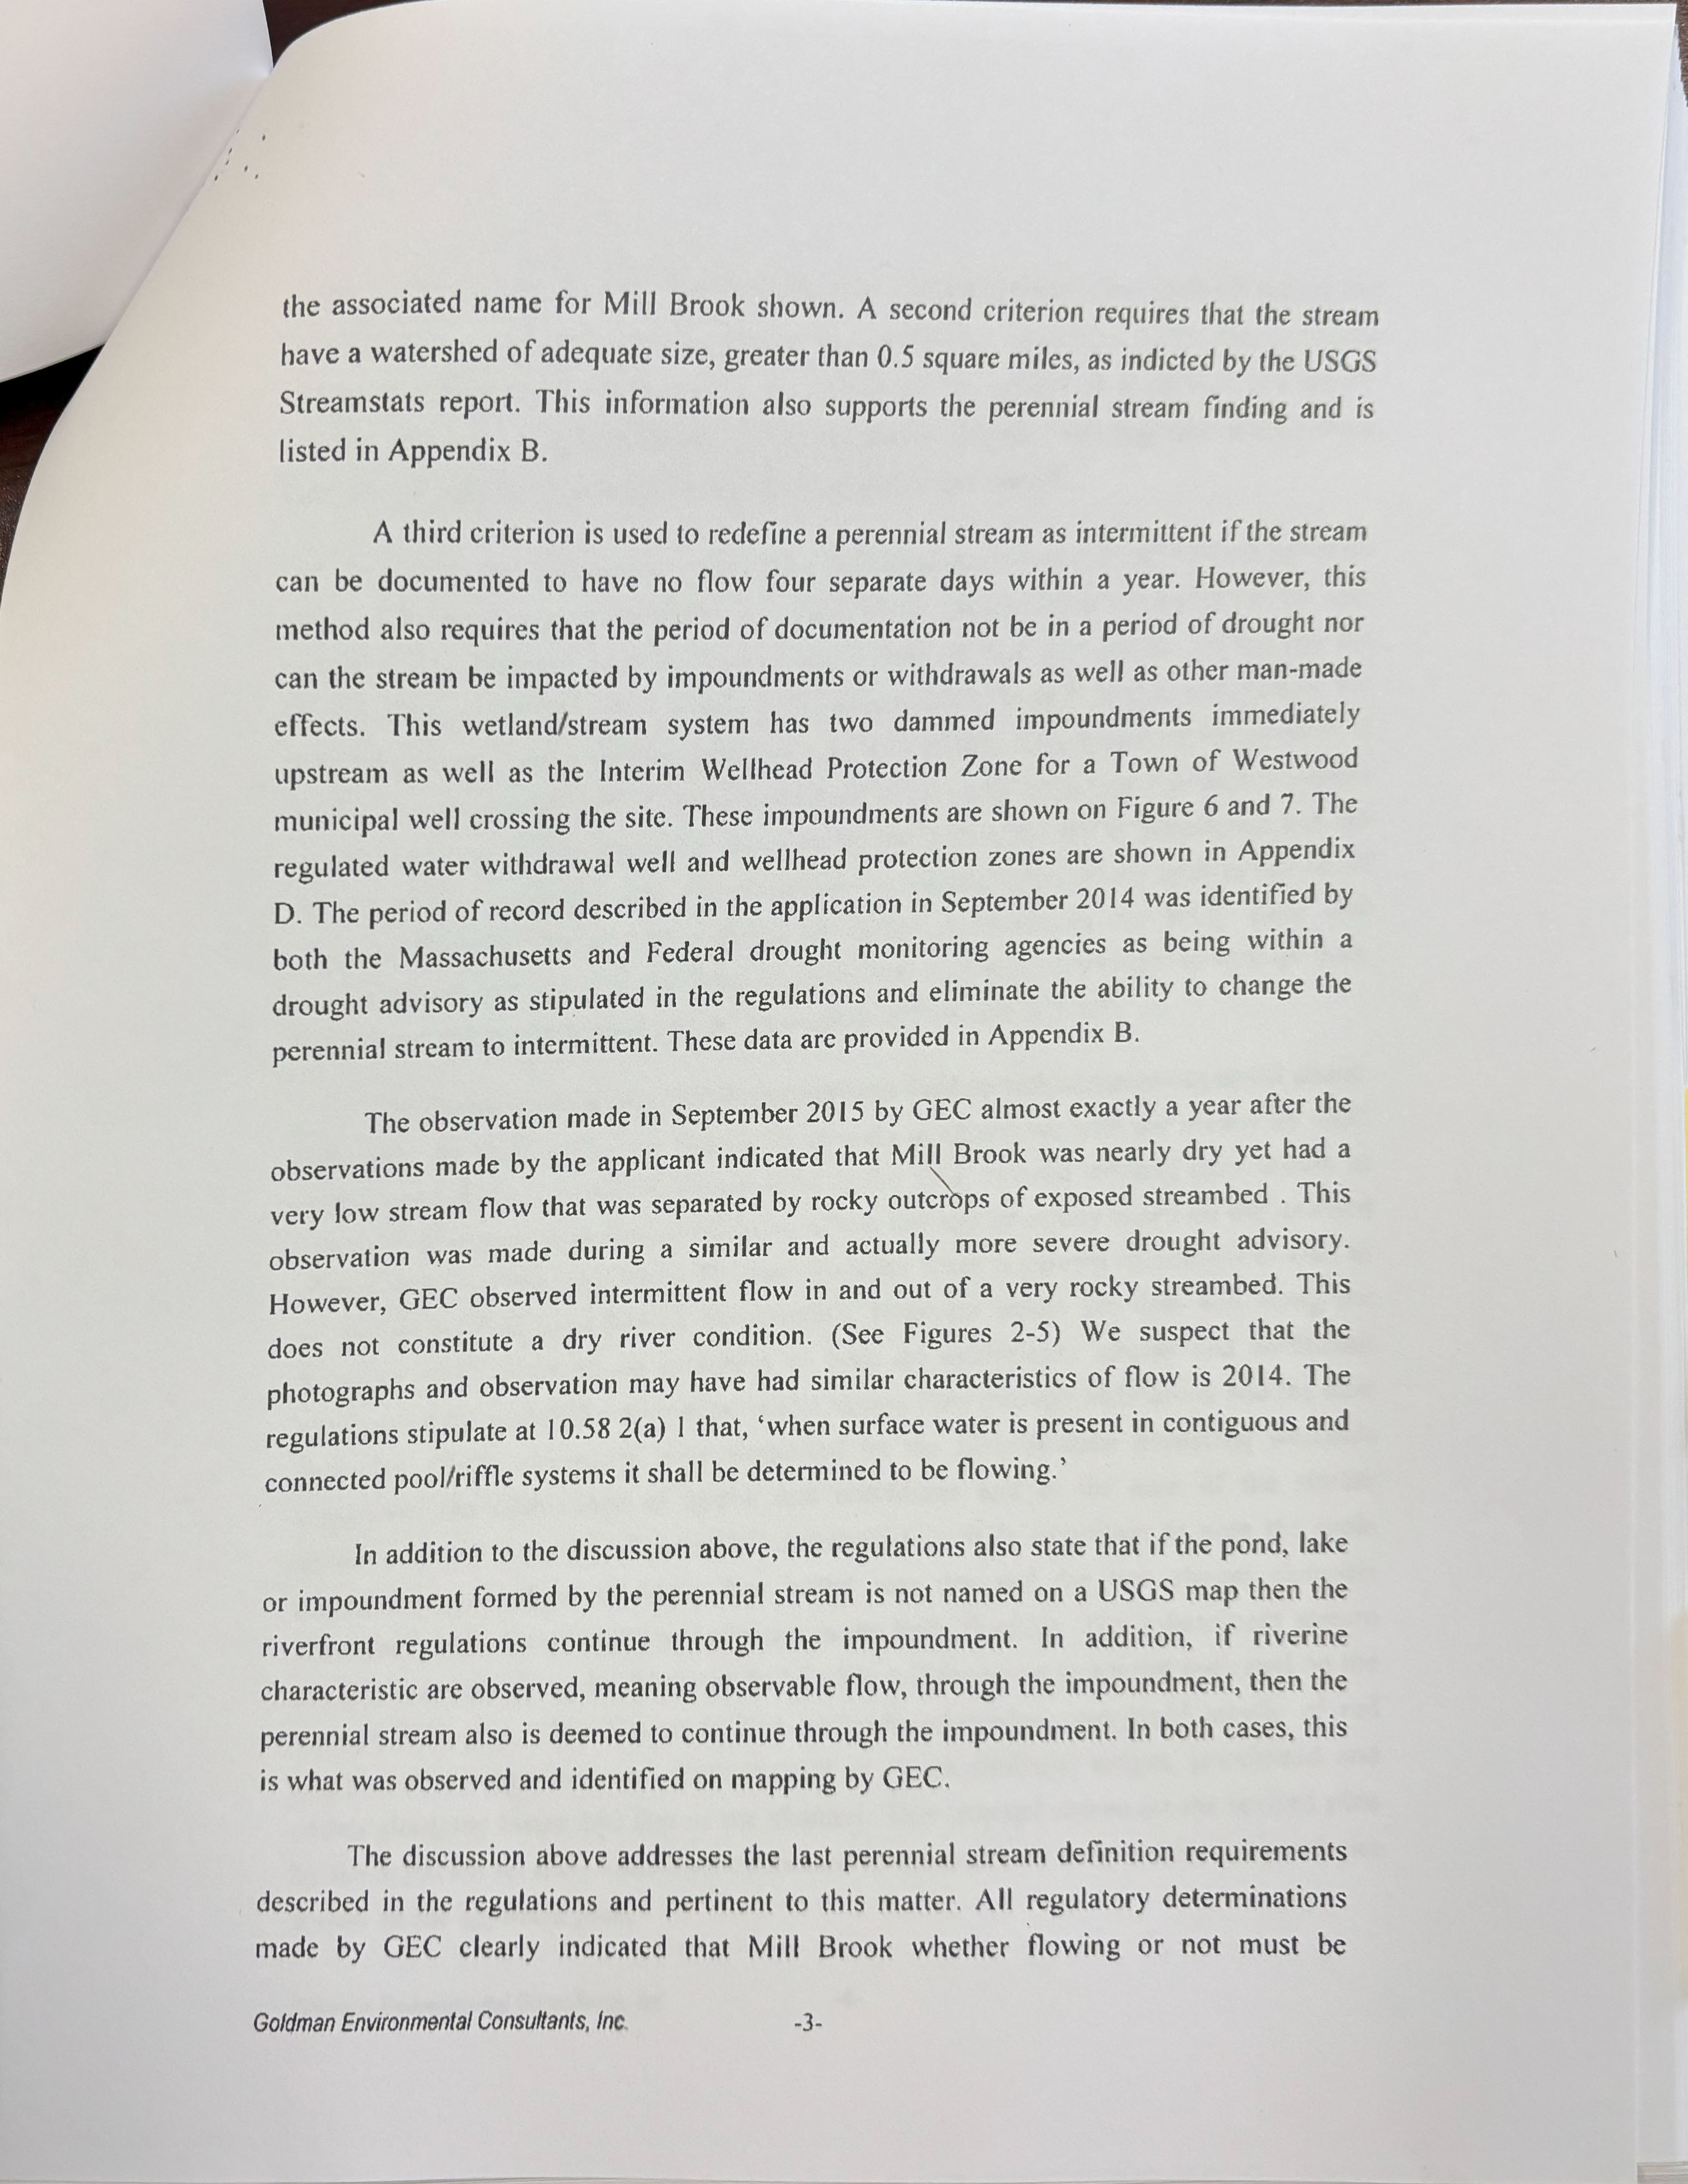 the associated name for Mill Brook shown. A second criterion requires that the stream
have a watershed of adequate size, greater than 0.5 square miles, as indicted by the USGS
Streamstats report. This information also supports the perennial stream finding and is
listed in Appendix B.
A third criterion is used to redefine a perennial stream as intermittent if the stream
can be documented to have no flow four separate days within a year. However, this
method also requires that the period of documentation not be in a period of drought nor
can the stream be impacted by impoundments or withdrawals as well as other man-made
effects. This wetland/stream system has two dammed impoundments immediately
upstream as well as the Interim Wellhead Protection Zone for a Town of Westwood
municipal well crossing the site. These impoundments are shown on Figure 6 and 7. The
regulated water withdrawal well and wellhead protection zones are shown in Appendix
D. The period of record described in the application in September 2014 was identified by
both the Massachusetts and Federal drought monitoring agencies as being within a
drought advisory as stipulated in the regulations and eliminate the ability to change the
perennial stream to intermittent. These data are provided in Appendix B.
The observation made in September 2015 by GEC almost exactly a year after the
observations made by the applicant indicated that Mill Brook was nearly dry yet had a
very low stream flow that was separated by rocky outcrops of exposed streambed . This
observation was made during a similar and actually more severe drought advisory.
However, GEC observed intermittent flow in and out of a very rocky streambed. This
does not constitute a dry river condition. (See Figures 2-5) We suspect that the
photographs and observation may have had similar characteristics of flow is 2014. The
regulations stipulate at 10.58 2(a) 1 that, ‘when surface water is present in contiguous and
connected pool/riffle systems it shall be determined to be flowing.’
In addition to the discussion above, the regulations also state that if the pond, lake
or impoundment formed by the perennial stream is not named on a USGS map then the
riverfront regulations continue through the impoundment. In addition, if riverine
characteristic are observed, meaning observable flow, through the impoundment, then the
perennial stream also is deemed to continue through the impoundment. In both cases, this
is what was observed and identified on mapping by GEC.
The discussion above addresses the last perennial stream definition requirements
described in the regulations and pertinent to this matter. All regulatory determinations
made by GEC clearly indicated that Mill Brook whether flowing or not must be
Goldman Environmental Consultants, Inc. -3-